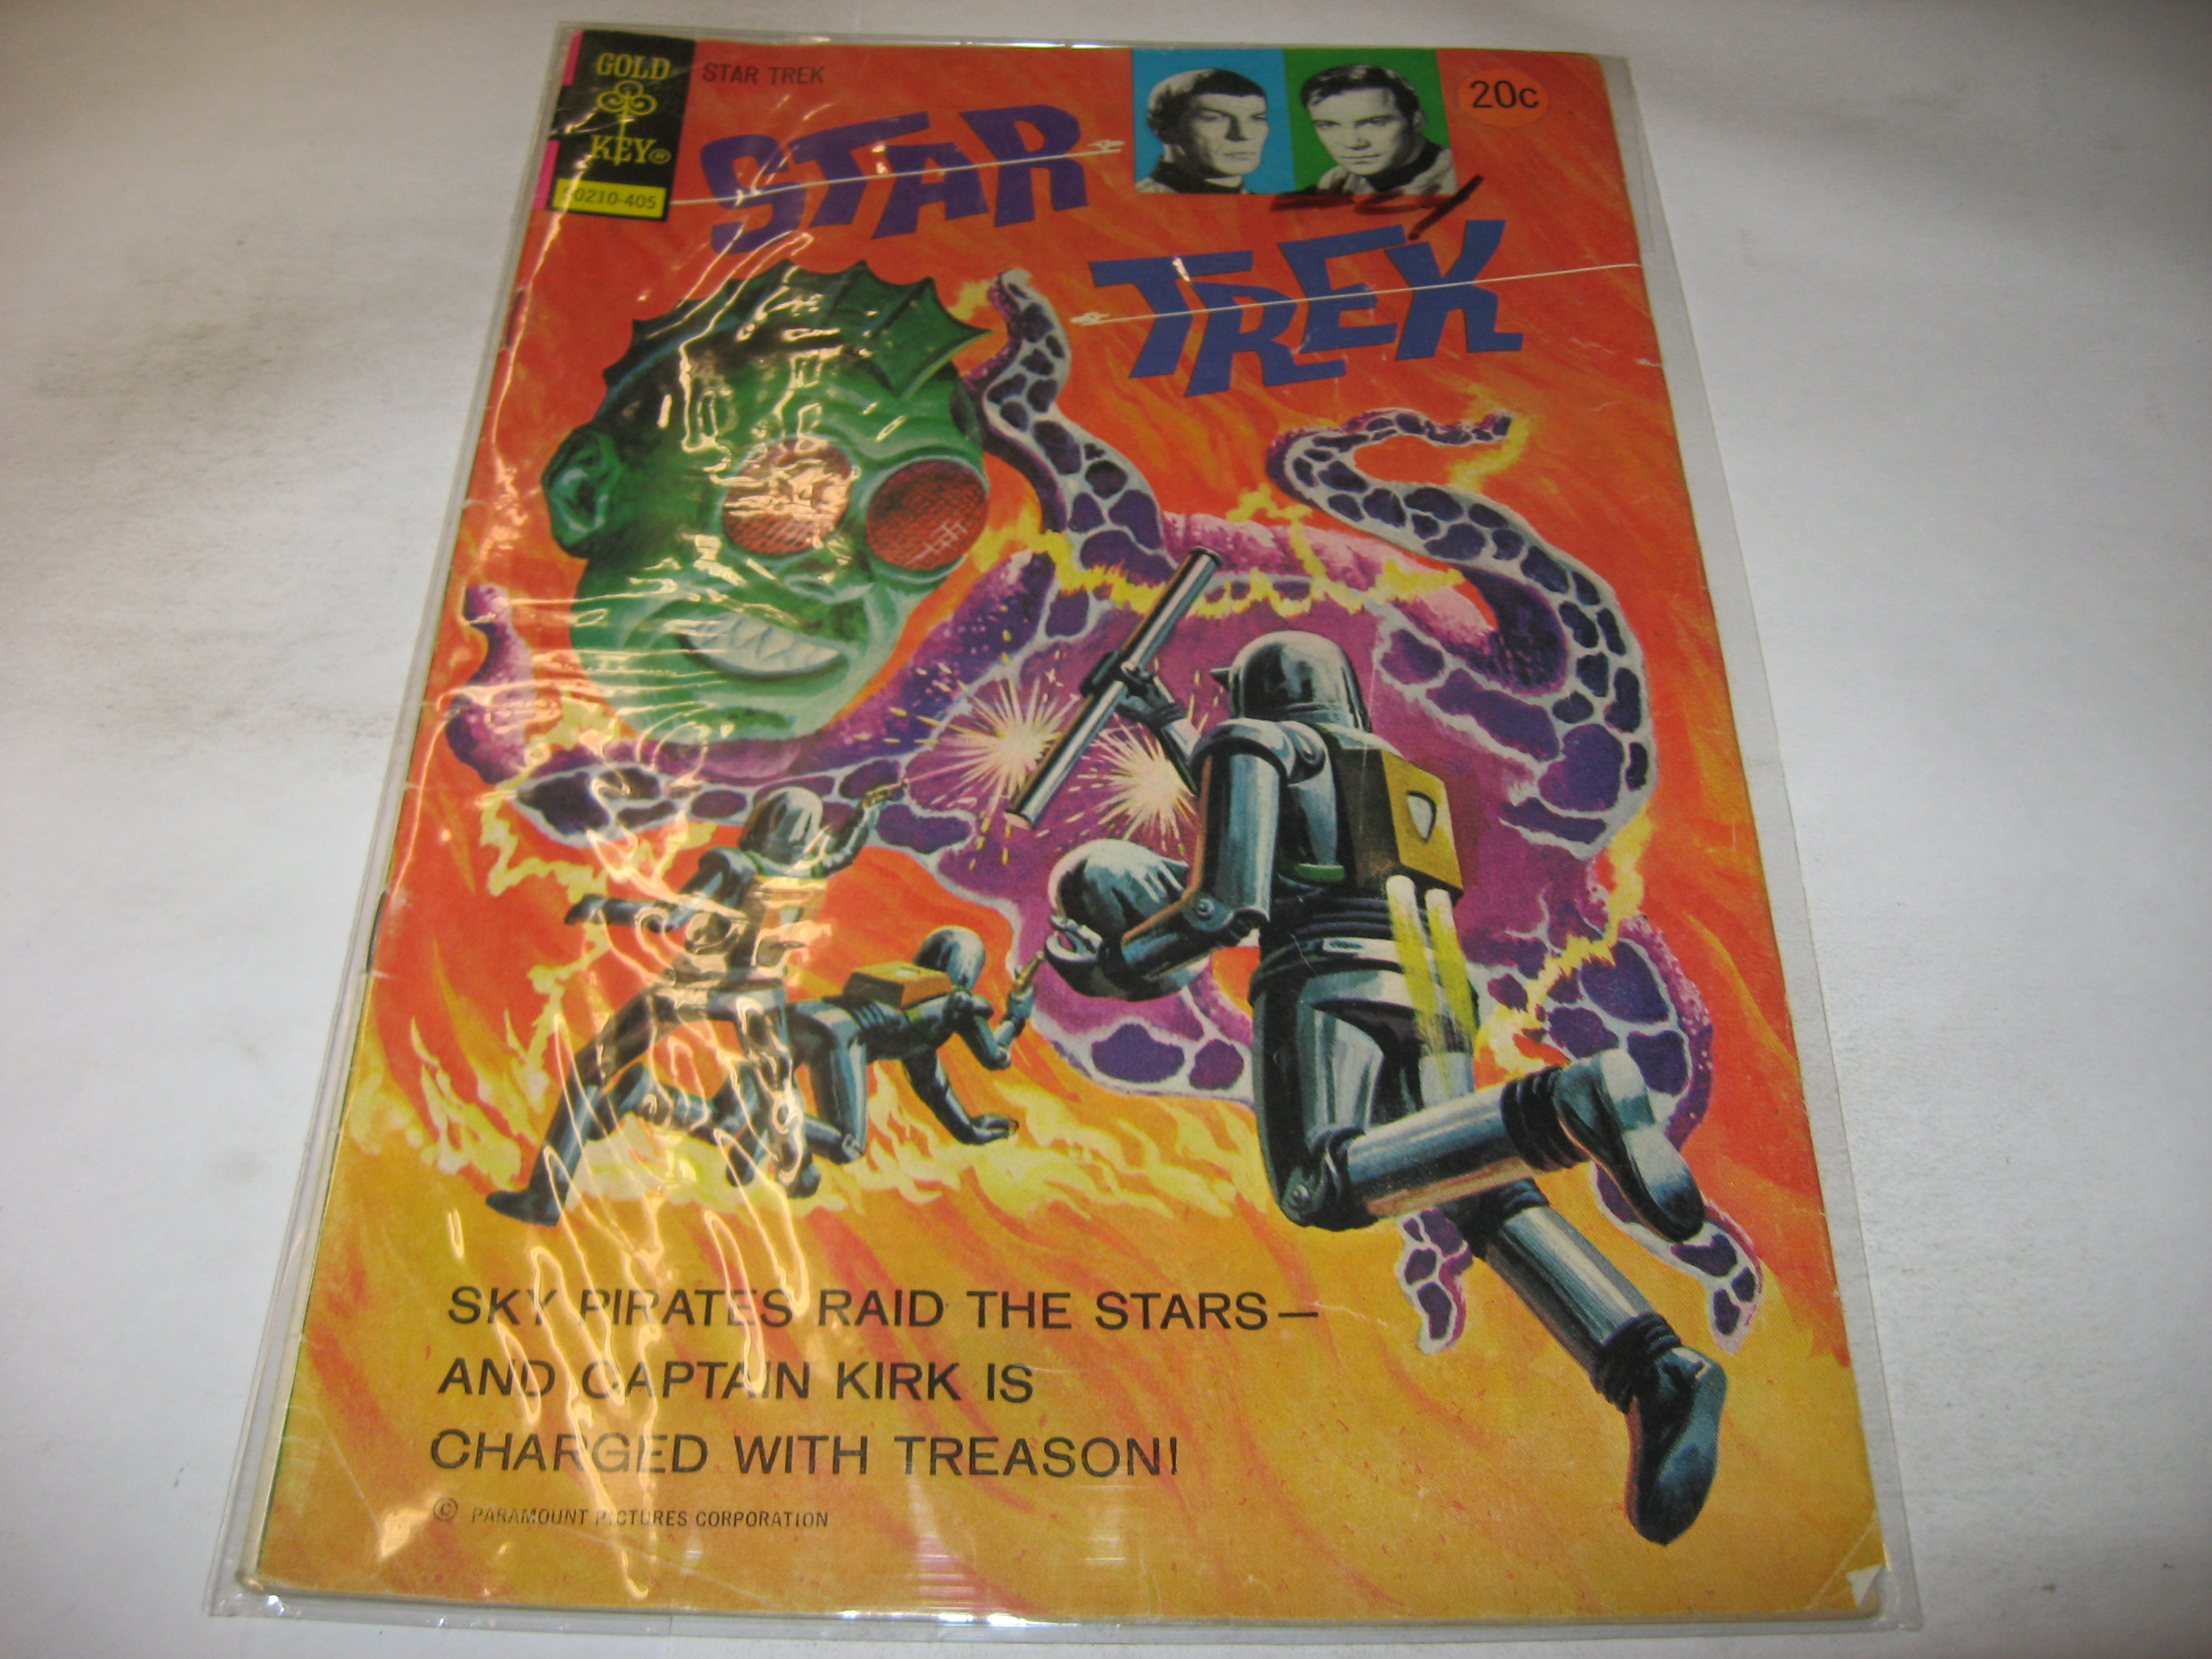 GOLD
KEY®
STAR TREK
20c
0210-405
STAR
TREK
SKY PIRATES RAID THE STARS—
AND CAPTAIN KIRK IS
CHARGED WITH TREASON!
© PARAMOUNT PICTURES CORPORATION